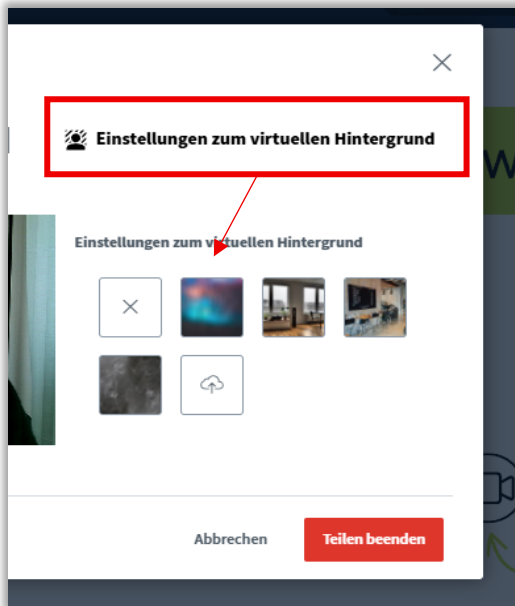 Einstellungen zum virtuellen Hintergrund
Einstellungen zum virtuellen Hintergrund
Abbrechen
Teilen beenden